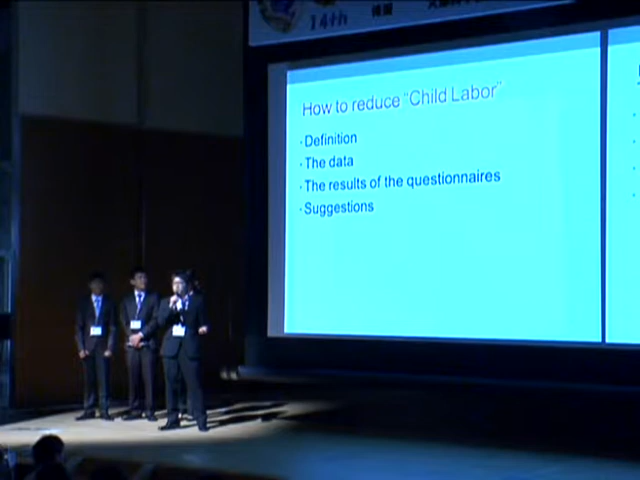 14th
How to reduce "Child Labor"
·Definition
·The data
·The results of the questionnaires
·Suggestions